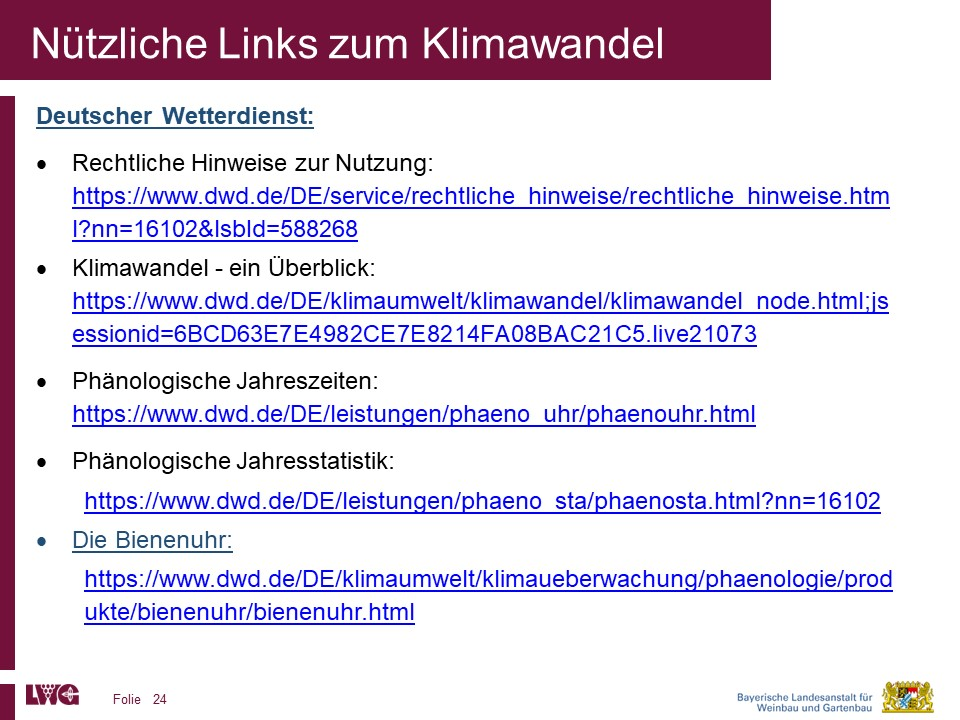 Nützliche Links zum Klimawandel
Deutscher Wetterdienst:
• Rechtliche Hinweise zur Nutzung:
https://www.dwd.de/DE/service/rechtliche_hinweise/rechtliche_hinweise.htm
l?nn=16102&lsbId=588268
• Klimawandel - ein Überblick:
https://www.dwd.de/DE/klimaumwelt/klimawandel/klimawandel_node.html;js
essionid=6BCD63E7E4982CE7E8214FA08BAC21C5.live21073
• Phänologische Jahreszeiten:
https://www.dwd.de/DE/leistungen/phaeno_uhr/phaenouhr.html
• Phänologische Jahresstatistik:
https://www.dwd.de/DE/leistungen/phaeno_sta/phaenosta.html?nn=16102
• Die Bienenuhr:
https://www.dwd.de/DE/klimaumwelt/klimaueberwachung/phaenologie/prod
ukte/bienenuhr/bienenuhr.html
LWG
Folie 24
Bayerische Landesanstalt für
Weinbau und Gartenbau